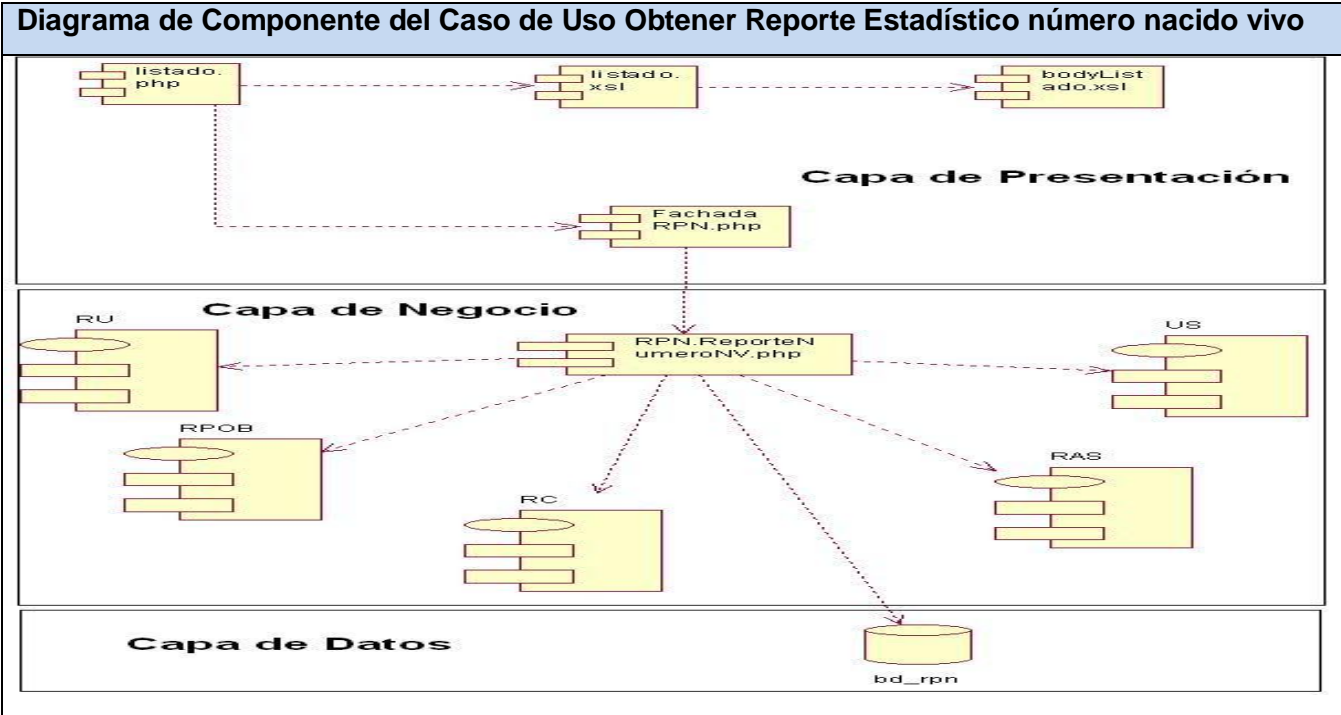 Diagrama de Componente del Caso de Uso Obtener Reporte Estadístico número nacido vivo
listado.
php
listado.
xsl
bodyList
ado.xsl
Capa de Presentación
Fachada
RPN.php
Capa de Negocio
RU
RPN.ReporteN
umeroNV.php
US
RPOB
RAS
RC
Capa de Datos
bd_rpn